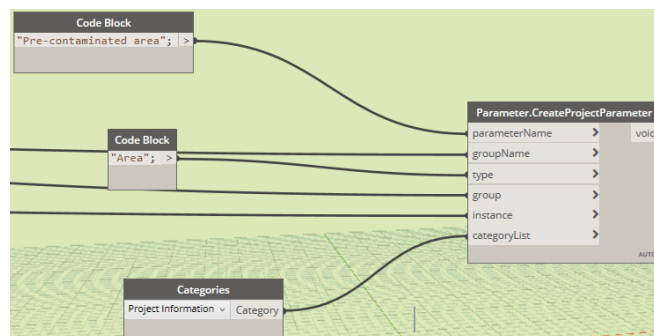 Code Block
"Pre-contaminated area"; >
Code Block
"Area"; >
Parameter.CreateProjectParameter
parameterName >
groupName >
type >
group >
instance >
categoryList >
Categories
Project Information Category